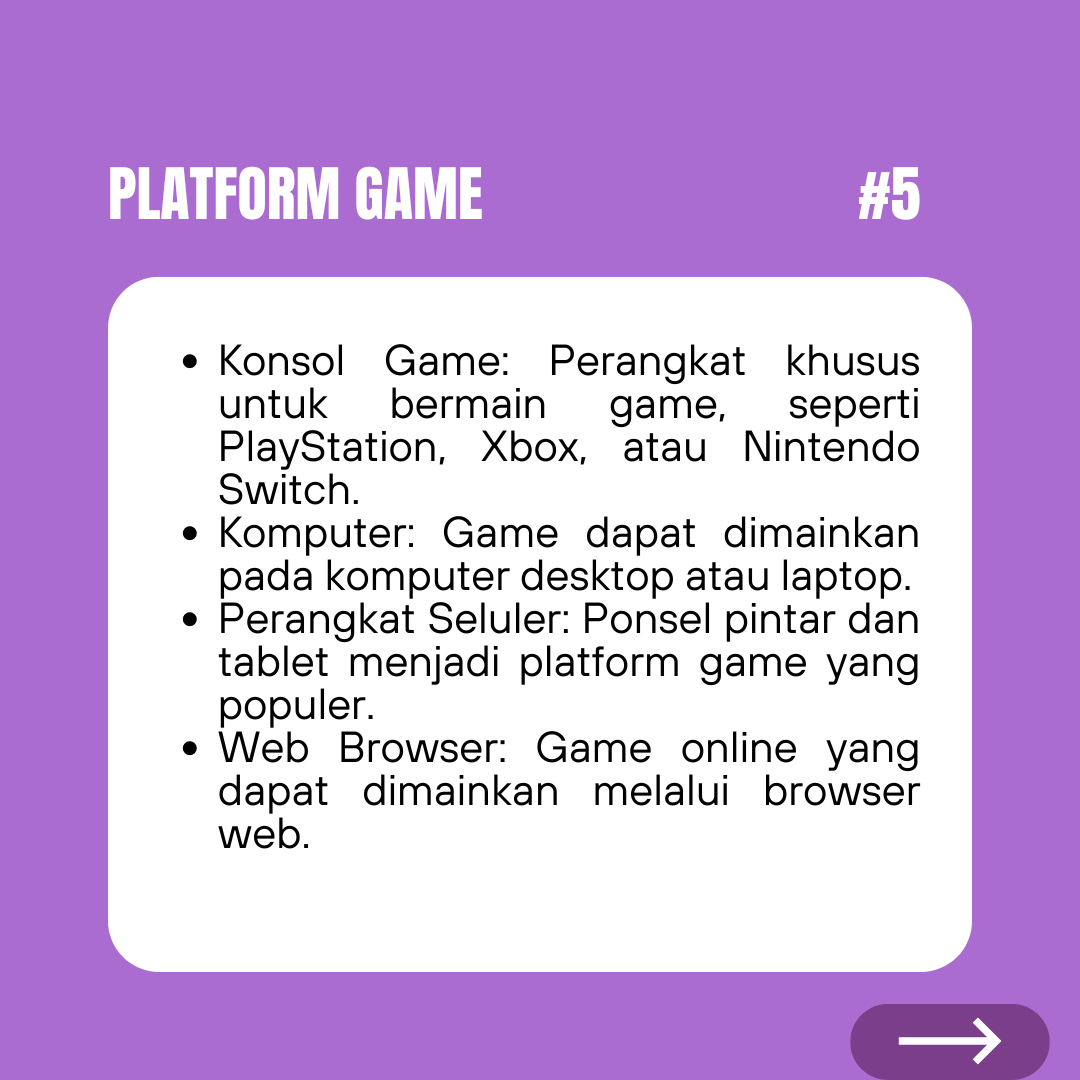 PLATFORM GAME #5
• Konsol Game: Perangkat khusus
untuk bermain game, seperti
PlayStation, Xbox, atau Nintendo
Switch.
• Komputer: Game dapat dimainkan
pada komputer desktop atau laptop.
• Perangkat Seluler: Ponsel pintar dan
tablet menjadi platform game yang
populer.
• Web Browser: Game online yang
dapat dimainkan melalui browser
web.